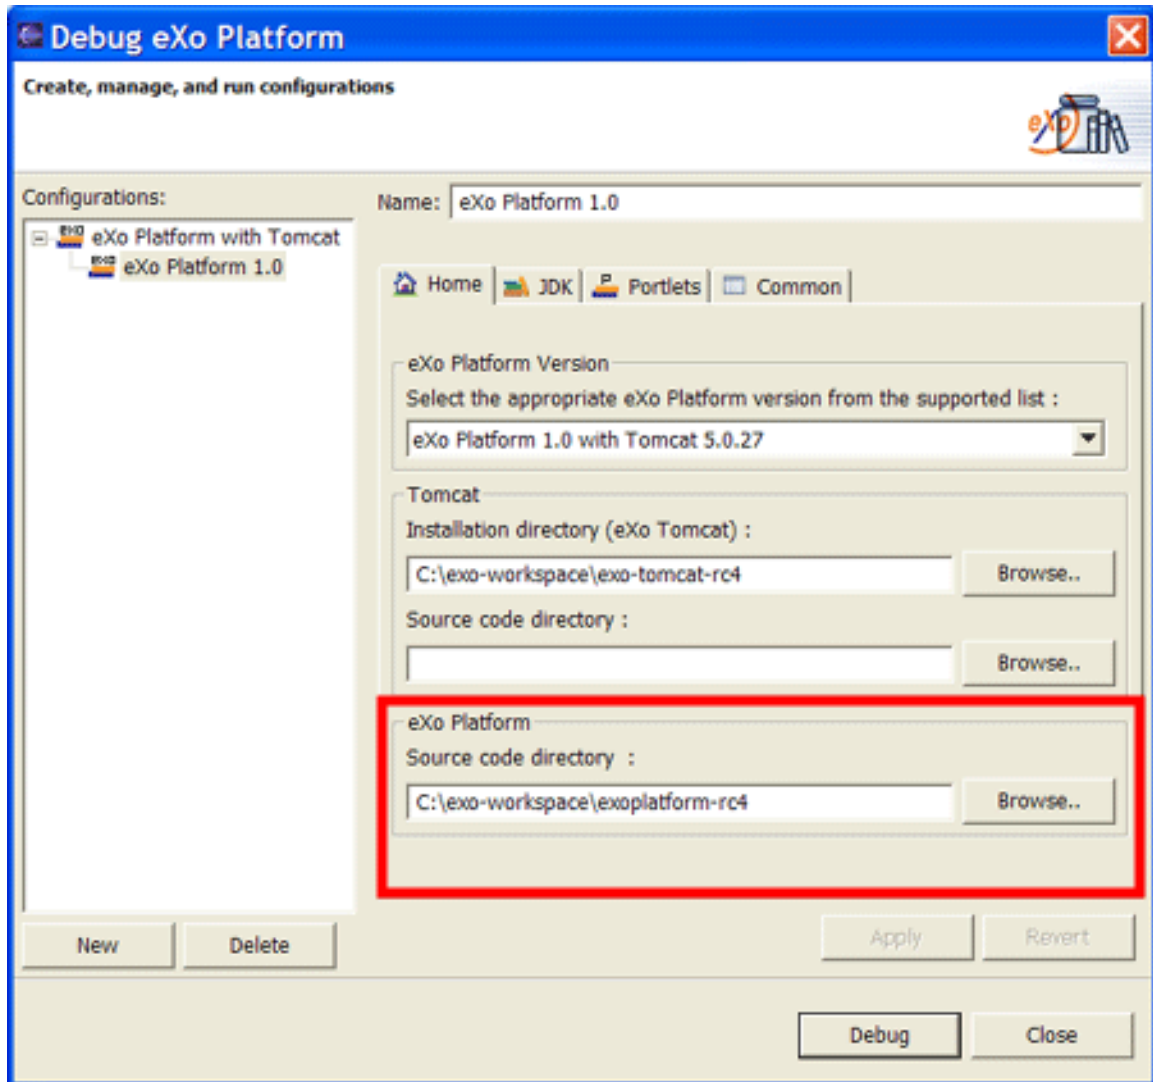 Debug eXo Platform
Create, manage, and run configurations
eXo
Configurations:
eXo Platform with Tomcat
eXo Platform 1.0
Name: eXo Platform 1.0
Home JDK Portlets Common
eXo Platform Version
Select the appropriate eXo Platform version from the supported list :
eXo Platform 1.0 with Tomcat 5.0.27
Tomcat
Installation directory (eXo Tomcat) :
C:\exo-workspace\exo-tomcat-rc4 Browse..
Source code directory :
Browse..
eXo Platform
Source code directory :
C:\exo-workspace\exoplatform-rc4 Browse..
New Delete
Apply Revert
Debug Close